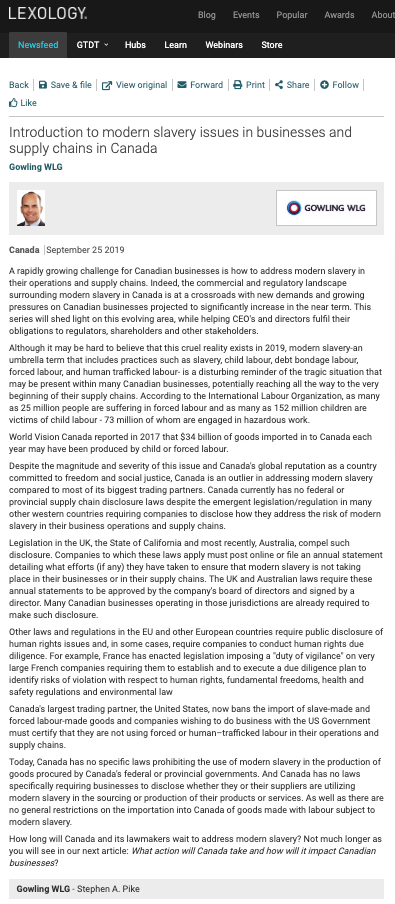 LEXOLOGY.
Blog Events Popular Awards About
Newsfeed GTDT Hubs Learn Webinars Store
Back Save & file View original Forward Print Share Follow
Like
Introduction to modern slavery issues in businesses and
supply chains in Canada
Gowling WLG
GOWLING WLG
Canada September 25 2019
A rapidly growing challenge for Canadian businesses is how to address modern slavery in
their operations and supply chains. Indeed, the commercial and regulatory landscape
surrounding modern slavery in Canada is at a crossroads with new demands and growing
pressures on Canadian businesses projected to significantly increase in the near term. This
series will shed light on this evolving area, while helping CEO's and directors fulfil their
obligations to regulators, shareholders and other stakeholders.
Although it may be hard to believe that this cruel reality exists in 2019, modern slavery-an
umbrella term that includes practices such as slavery, child labour, debt bondage labour,
forced labour, and human trafficked labour- is a disturbing reminder of the tragic situation that
may be present within many Canadian businesses, potentially reaching all the way to the very
beginning of their supply chains. According to the International Labour Organization, as many
as 25 million people are suffering in forced labour and as many as 152 million children are
victims of child labour - 73 million of whom are engaged in hazardous work.
World Vision Canada reported in 2017 that $34 billion of goods imported in to Canada each
year may have been produced by child or forced labour.
Despite the magnitude and severity of this issue and Canada's global reputation as a country
committed to freedom and social justice, Canada is an outlier in addressing modern slavery
compared to most of its biggest trading partners. Canada currently has no federal or
provincial supply chain disclosure laws despite the emergent legislation/regulation in many
other western countries requiring companies to disclose how they address the risk of modern
slavery in their business operations and supply chains.
Legislation in the UK, the State of California and most recently, Australia, compel such
disclosure. Companies to which these laws apply must post online or file an annual statement
detailing what efforts (if any) they have taken to ensure that modern slavery is not taking
place in their businesses or in their supply chains. The UK and Australian laws require these
annual statements to be approved by the company's board of directors and signed by a
director. Many Canadian businesses operating in those jurisdictions are already required to
make such disclosure.
Other laws and regulations in the EU and other European countries require public disclosure of
human rights issues and, in some cases, require companies to conduct human rights due
diligence. For example, France has enacted legislation imposing a "duty of vigilance" on very
large French companies requiring them to establish and to execute a due diligence plan to
identify risks of violation with respect to human rights, fundamental freedoms, health and
safety regulations and environmental law
Canada's largest trading partner, the United States, now bans the import of slave-made and
forced labour-made goods and companies wishing to do business with the US Government
must certify that they are not using forced or human–trafficked labour in their operations and
supply chains.
Today, Canada has no specific laws prohibiting the use of modern slavery in the production of
goods procured by Canada's federal or provincial governments. And Canada has no laws
specifically requiring businesses to disclose whether they or their suppliers are utilizing
modern slavery in the sourcing or production of their products or services. As well as there are
no general restrictions on the importation into Canada of goods made with labour subject to
modern slavery.
How long will Canada and its lawmakers wait to address modern slavery? Not much longer as
you will see in our next article: What action will Canada take and how will it impact Canadian
businesses?
Gowling WLG - Stephen A. Pike